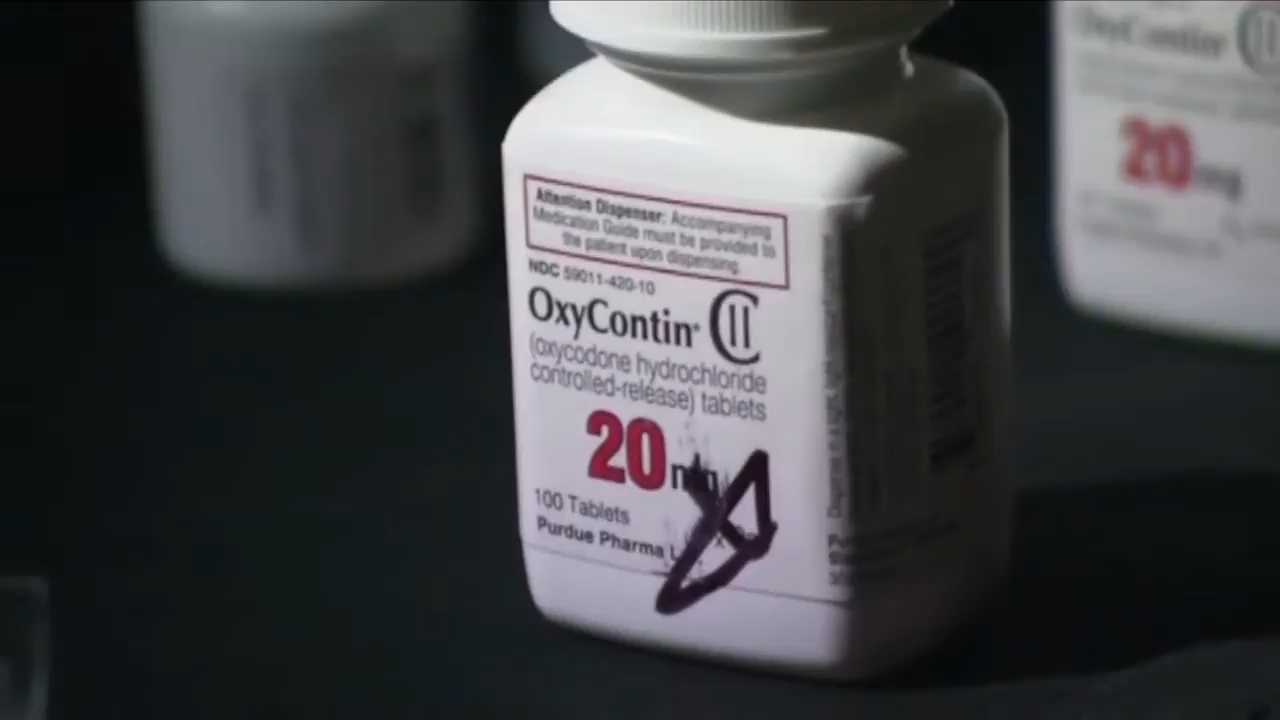 Attention Dispenser: Accompanying
Medication Guide must be provided to
the patient upon dispensing.
NDC 59011-420-10
OxyContin® CII
(oxycodone hydrochloride
controlled-release) tablets
20
100 Tablets
Purdue Pharma L
OxyContin CII
20 mg